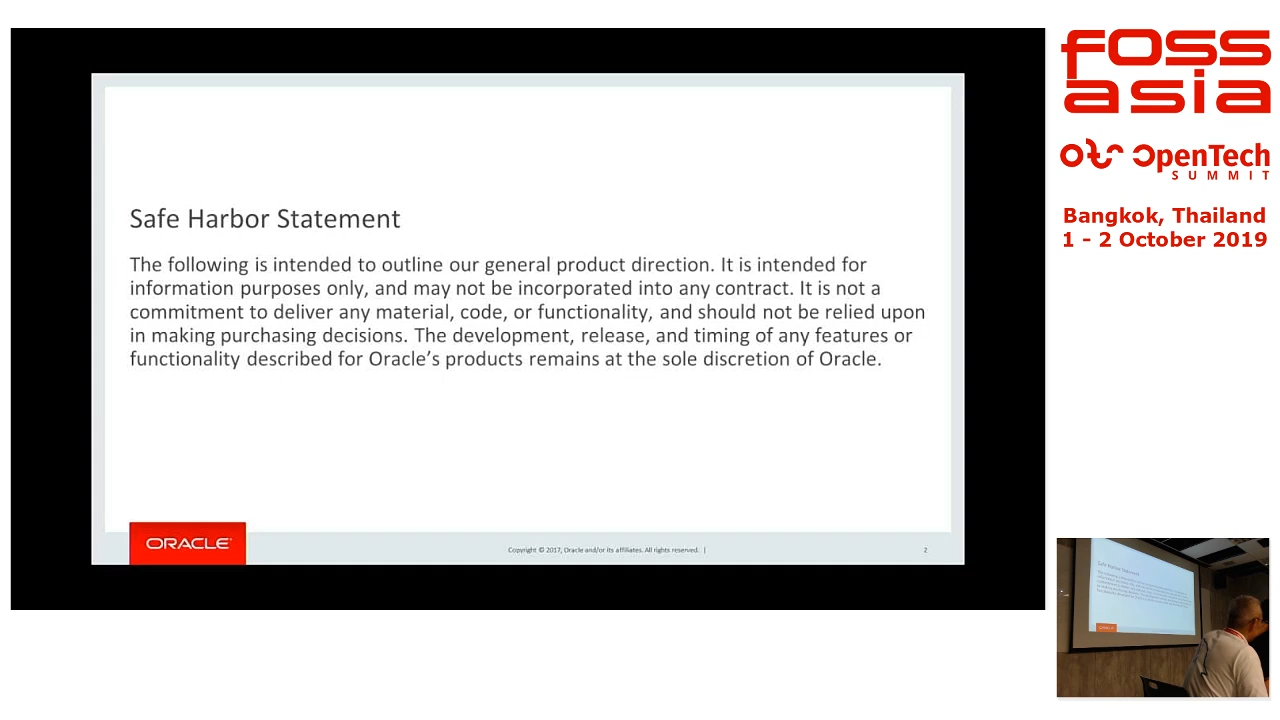 Safe Harbor Statement
The following is intended to outline our general product direction. It is intended for
information purposes only, and may not be incorporated into any contract. It is not a
commitment to deliver any material, code, or functionality, and should not be relied upon
in making purchasing decisions. The development, release, and timing of any features or
functionality described for Oracle’s products remains at the sole discretion of Oracle.
ORACLE
Copyright © 2017, Oracle and/or its affiliates. All rights reserved. |
2
foss
asia
OpenTech
SUMMIT
Bangkok, Thailand
1 - 2 October 2019